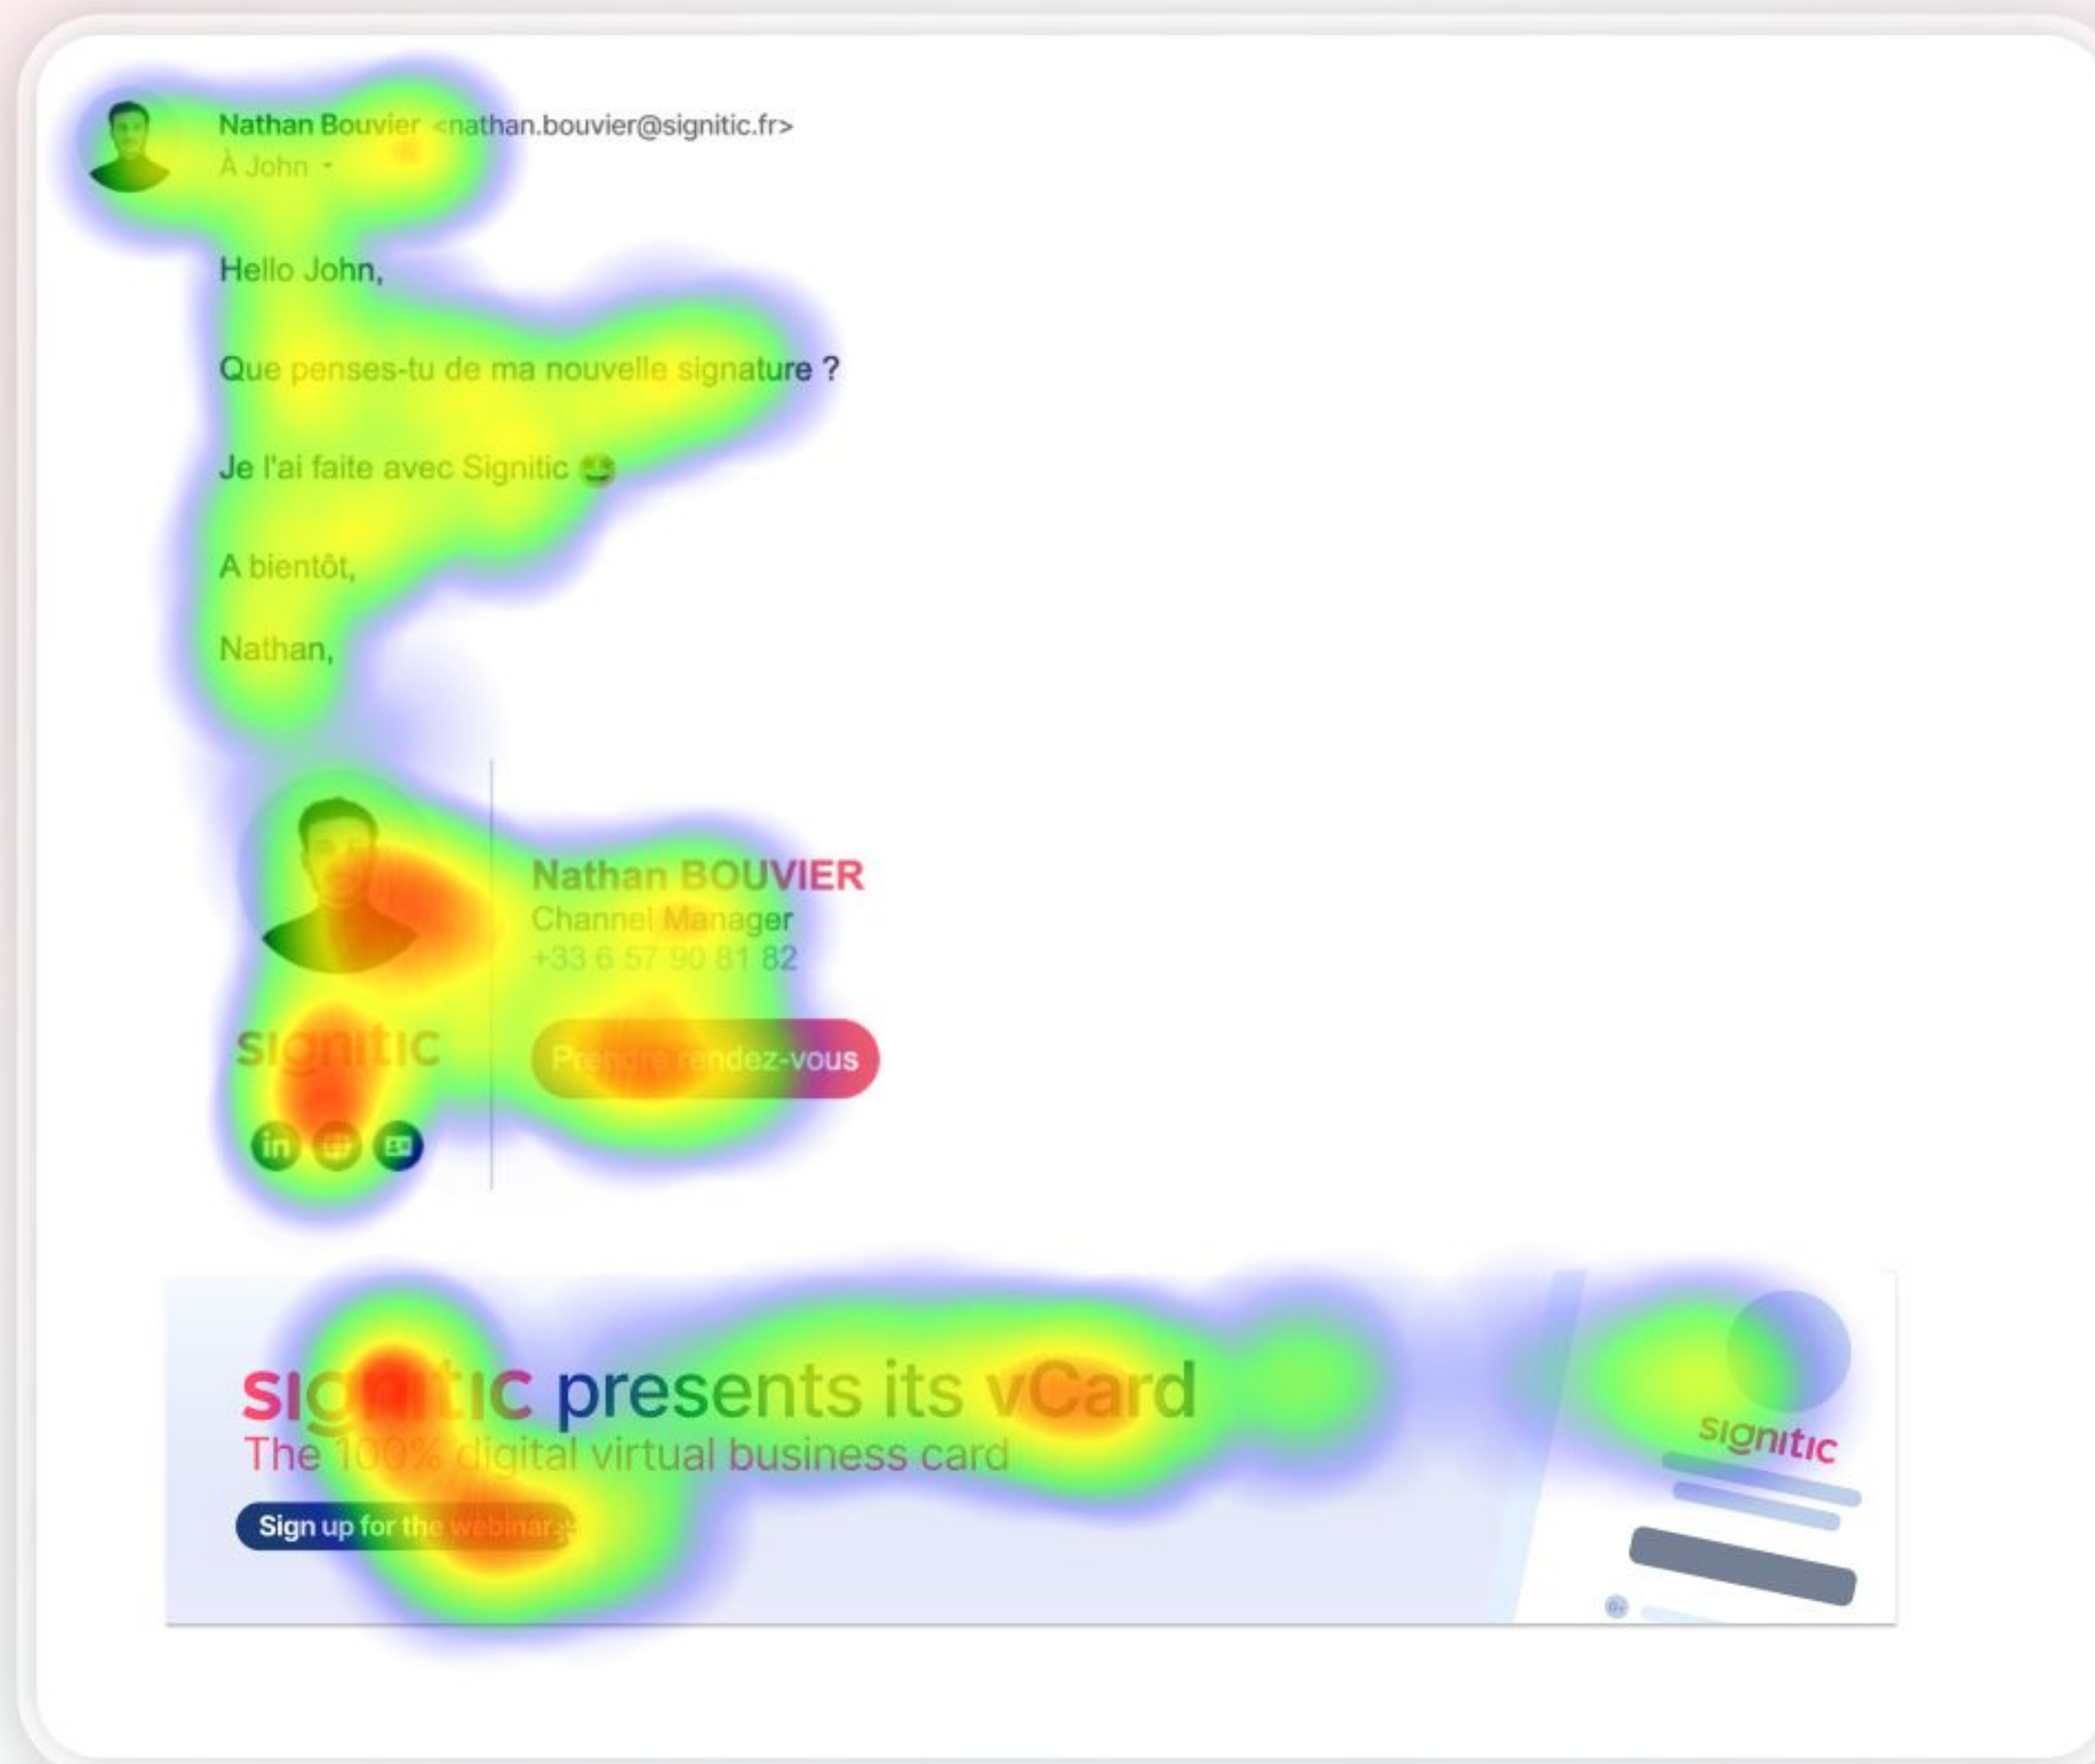 Nathan Bouvier <nathan.bouvier@signitic.fr>
À John
Hello John,
Que penses-tu de ma nouvelle signature ?
Je l'ai faite avec Signitic 🤩
A bientôt,
Nathan,
Nathan BOUVIER
Channel Manager
+33 6 57 90 81 82
signitic
Prendre rendez-vous
in
signitic presents its vCard
The 100% digital virtual business card
Sign up for the webinar
signitic